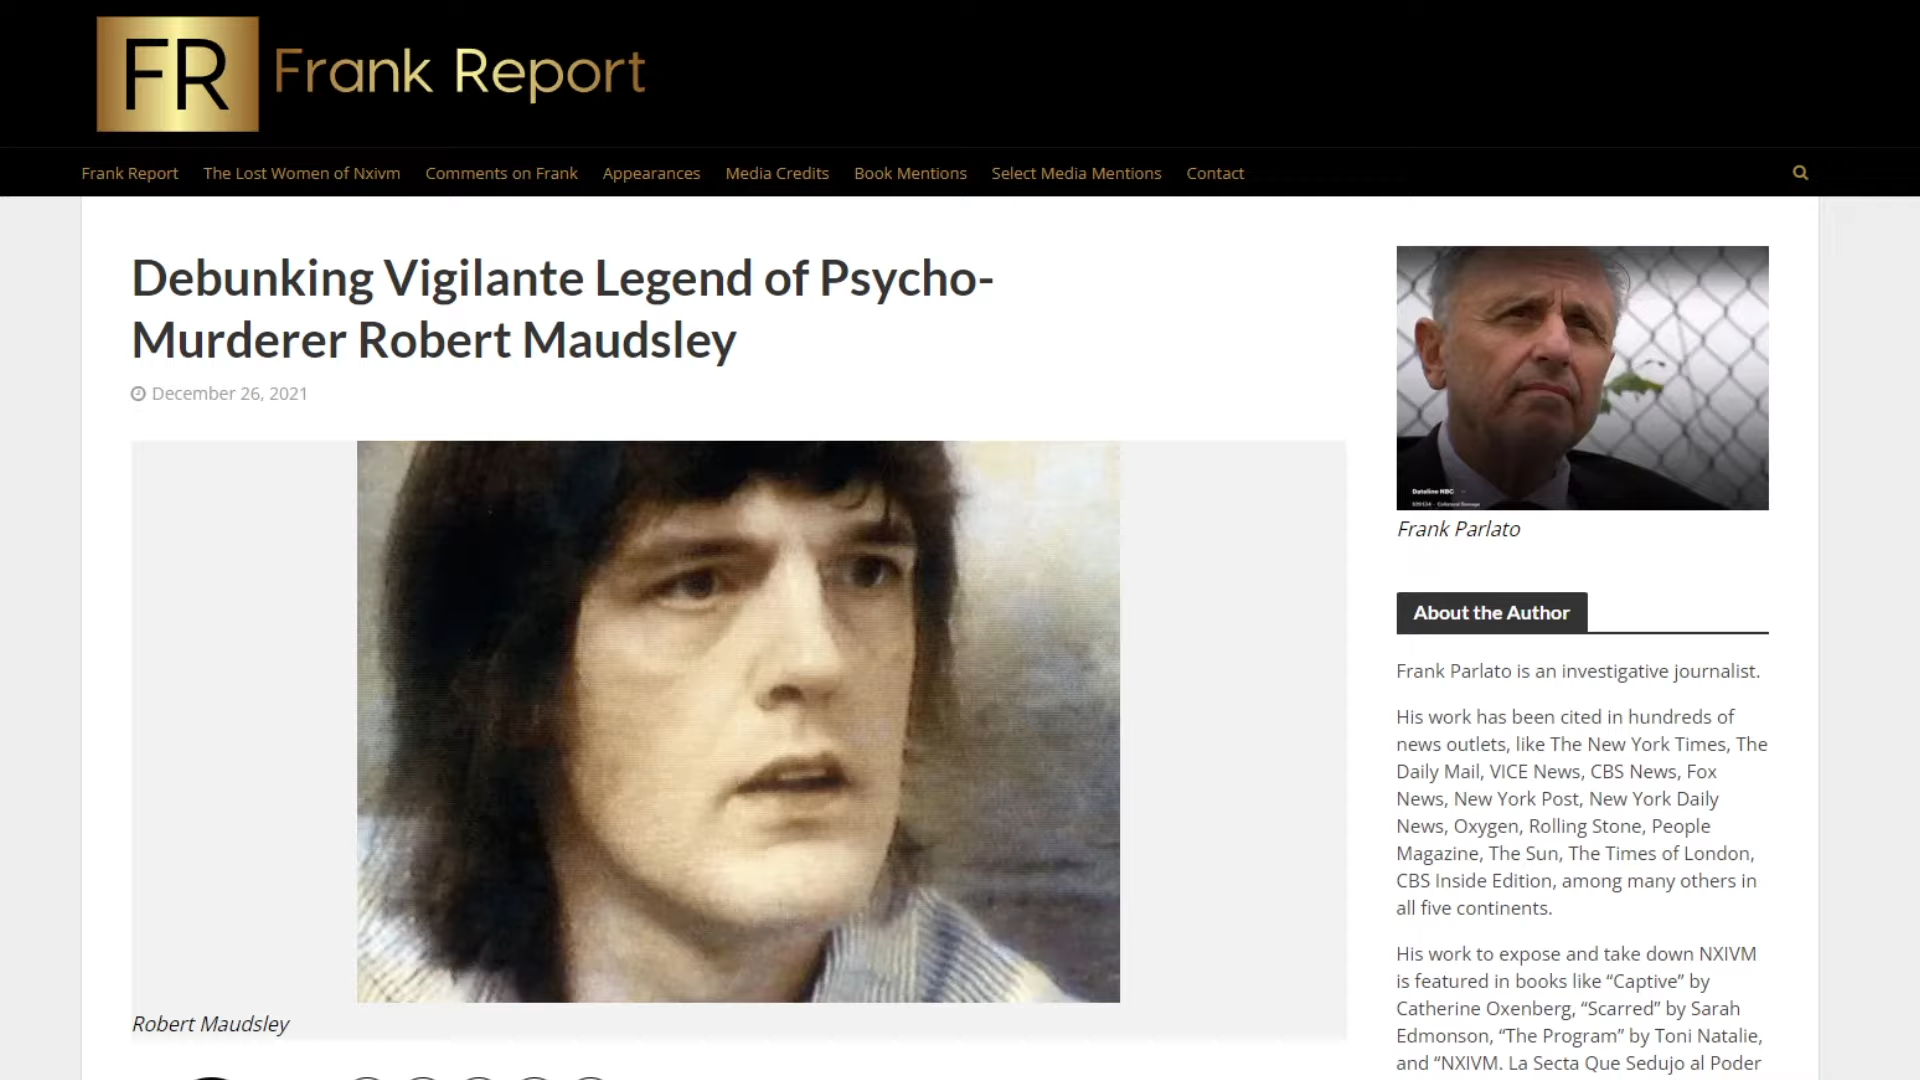 FR Frank Report
Frank Report The Lost Women of Nxivm Comments on Frank Appearances Media Credits Book Mentions Select Media Mentions Contact
Debunking Vigilante Legend of Psycho-
Murderer Robert Maudsley
December 26, 2021
Robert Maudsley
Dateline NBC
Frank Parlato
About the Author
Frank Parlato is an investigative journalist.
His work has been cited in hundreds of
news outlets, like The New York Times, The
Daily Mail, VICE News, CBS News, Fox
News, New York Post, New York Daily
News, Oxygen, Rolling Stone, People
Magazine, The Sun, The Times of London,
CBS Inside Edition, among many others in
all five continents.
His work to expose and take down NXIVM
is featured in books like “Captive” by
Catherine Oxenberg, “Scarred” by Sarah
Edmonson, “The Program” by Toni Natalie,
and “NXIVM. La Secta Que Sedujo al Poder